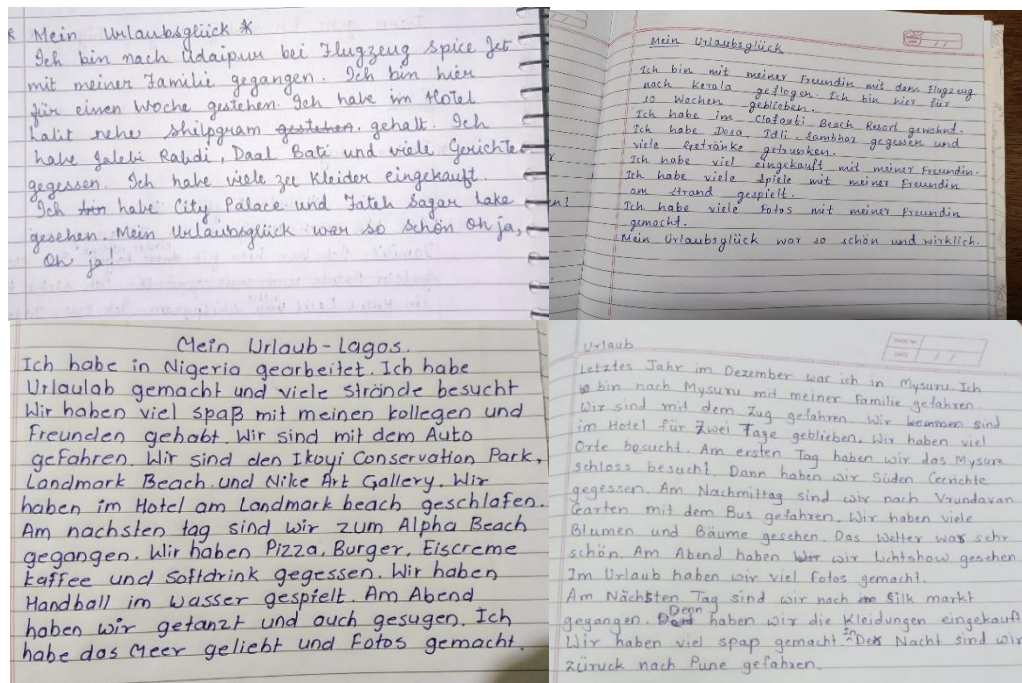 * Mein Urlaubsglück *
Ich bin nach Udaipur bei Flugzeug Spice Jet
mit meiner Familie gegangen. Ich bin hier
für einen Woche gestehen. Ich habe im Hotel
Lalit nehe Shilpgram gestehen. gehalt. Ich
habe Jalebi Rabdi, Daal Bati und viele Gerichte
gegessen. Ich habe viele zee Kleider eingekauft.
Ich bin habe City Palace und Fateh Sagar Lake
gesehen. Mein Urlaubsglück war so schön Oh ja,
Oh ja!
Mein Urlaubsglück
Ich bin mit meiner Freundin mit dem Flugzeug
nach Kerala geflogen. Ich bin hier für
10 Wochen geblieben.
Ich habe im Clafouti Beach Resort gewohnt.
Ich habe Dosa, Idli, Sambhar gegessen und
viele Getränke getrunken.
Ich habe viel eingekauft mit meiner Freundin.
Ich habe viele Spiele mit meiner Freundin
am Strand gespielt.
Ich habe viele Fotos mit meiner Freundin
gemacht.
Mein Urlaubsglück war so schön und wirklich.
Mein Urlaub-Lagos.
Ich habe in Nigeria gearbeitet. Ich habe
Urlaulab gemacht und viele Strände besucht
Wir haben viel spaß mit meinen kollegen und
Freunden gehabt. Wir sind mit dem Auto
gefahren. Wir sind den Ikoyi Conservation Park,
Landmark Beach und Nike Art Gallery. Wir
haben im Hotel am Landmark beach geschlafen.
Am nachsten tag sind wir zum Alpha Beach
gegangen. Wir haben Pizza, Burger, Eiscreme
kaffee und Softdrink gegessen. Wir haben
Handball im wasser gespielt. Am Abend
haben wir getanzt und auch gesugen. Ich
habe das Meer geliebt und Fotos gemacht.
Urlaub
Letztes Jahr im Dezember war ich in Mysuru. Ich
bin nach Mysuru mit meiner Familie gefahren.
Wir sind mit dem Zug gefahren. Wir kommen sind
im Hotel für Zwei Tage geblieben. Wir haben viel
Orte besucht. Am ersten Tag haben wir das Mysure
schloss besucht. Dann haben wir Süden Gerichte
gegessen. Am Nachmittag sind wir nach Vrundavan
Garten mit dem Bus gefahren. Wir haben viele
Blumen und Bäume gesehen. Das Wetter war sehr
schön. Am Abend haben wir wir Lichtshow gesehen
Im Urlaub haben wir viel Fotos gemacht.
Am Nächsten Tag sind wir nach Silk markt
gegangen. Denn haben wir die Kleidungen eingekauft
Wir haben viel spap gemacht. In Der Nacht sind wir
züruck nach Pune gefahren.